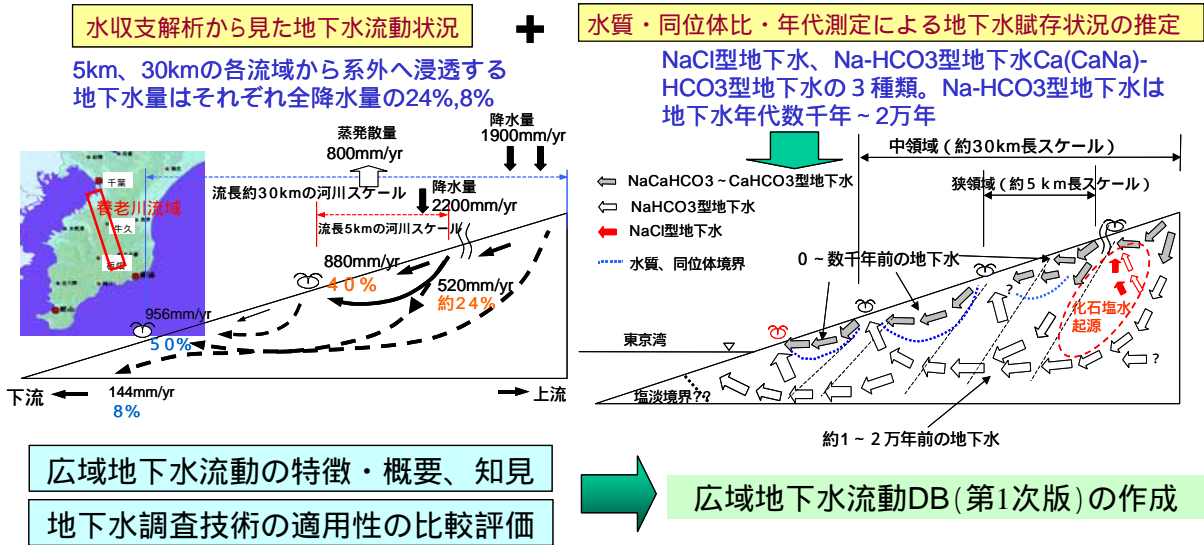 水収支解析から見た地下水流動状況
+
水質・同位体比・年代測定による地下水賦存状況の推定
5km、30kmの各流域から系外へ浸透する
地下水量はそれぞれ全降水量の24%,8%
NaCl型地下水、Na-HCO3型地下水Ca(CaNa)-
HCO3型地下水の3種類。Na-HCO3型地下水は
地下水年代数千年~2万年
千葉
養老川流域
牛久
蒸発散量
800mm/yr
降水量
1900mm/yr
流長約30kmの河川スケール
降水量
2200mm/yr
流長5kmの河川スケール
880mm/yr
40%
520mm/yr
約24%
956mm/yr
50%
下流
144mm/yr
8%
上流
中領域(約30km長スケール)
狭領域(約5km長スケール)
NaCaHCO3~CaHCO3型地下水
NaHCO3型地下水
NaCl型地下水
水質、同位体境界
0~数千年前の地下水
?
化石塩水
起源
?
東京湾
塩淡境界??
約1~2万年前の地下水
広域地下水流動の特徴・概要、知見
地下水調査技術の適用性の比較評価
広域地下水流動DB(第1次版)の作成